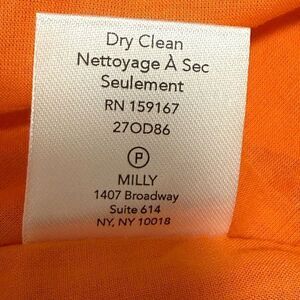 Dry Clean
Nettoyage À Sec
Seulement
RN 159167
27OD86
P
MILLY
1407 Broadway
Suite 614
NY, NY 10018